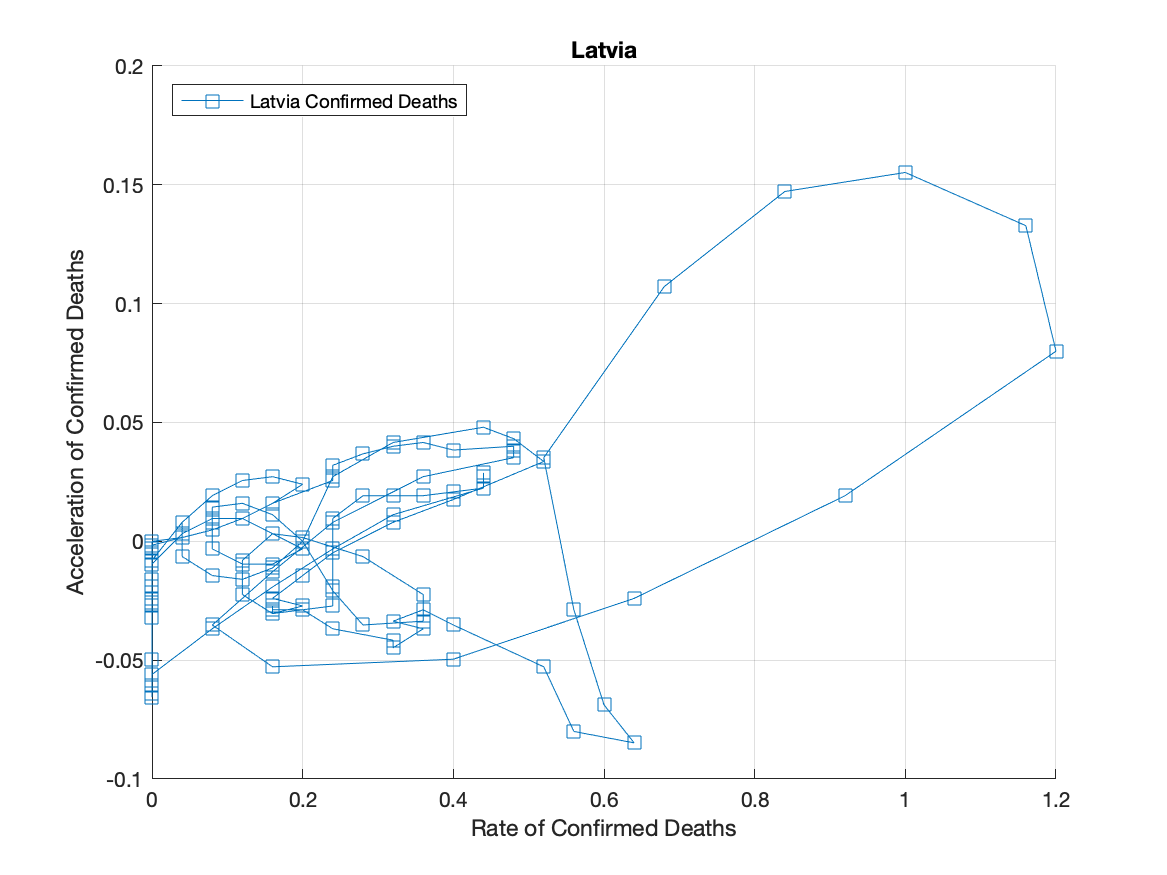 Latvia
Latvia Confirmed Deaths
0.2
0.15
0.1
0.05
0
-0.05
-0.1
Acceleration of Confirmed Deaths
0 0.2 0.4 0.6 0.8 1 1.2
Rate of Confirmed Deaths